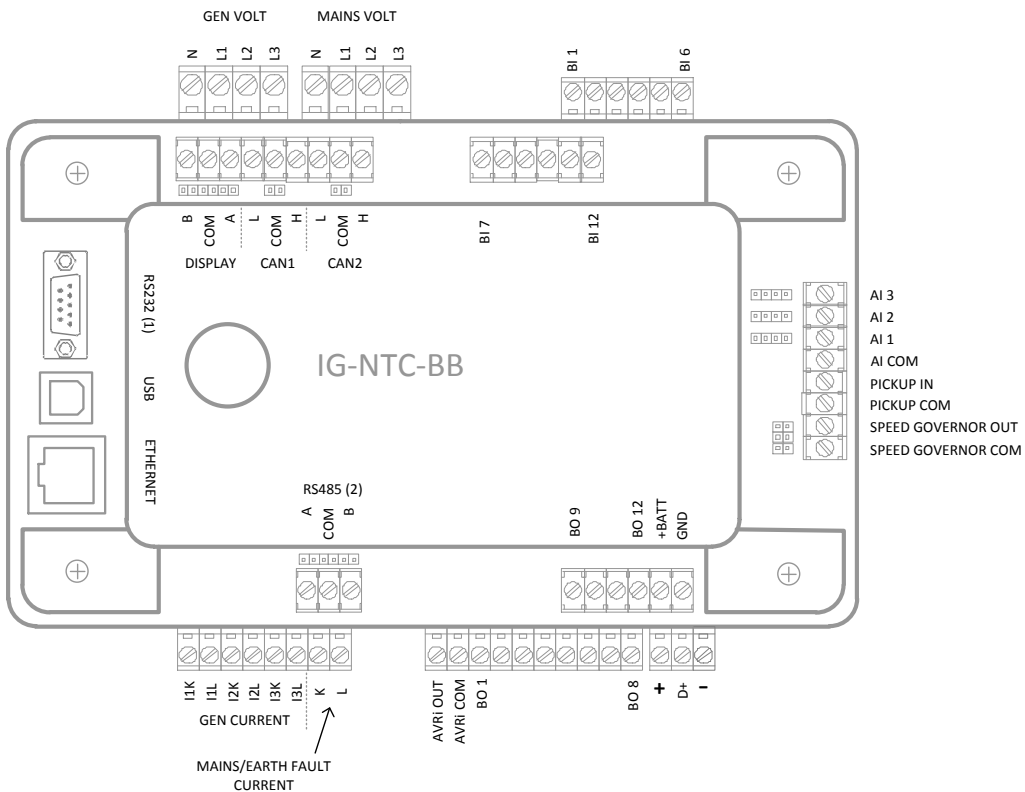 GEN VOLT
MAINS VOLT
N
L1
L2
L3
N
L1
L2
L3
BI 1
BI 6
B
COM
A
L
COM
H
L
COM
H
DISPLAY
CAN1
CAN2
BI 7
BI 12
RS232 (1)
USB
ETHERNET
IG-NTC-BB
AI 3
AI 2
AI 1
AI COM
PICKUP IN
PICKUP COM
SPEED GOVERNOR OUT
SPEED GOVERNOR COM
RS485 (2)
A
COM
B
BO 9
BO 12
+BATT
GND
I1K
I1L
I2K
I2L
I3K
I3L
K
L
GEN CURRENT
MAINS/EARTH FAULT
CURRENT
AVRi OUT
AVRi COM
BO 1
BO 8
+
D+
-